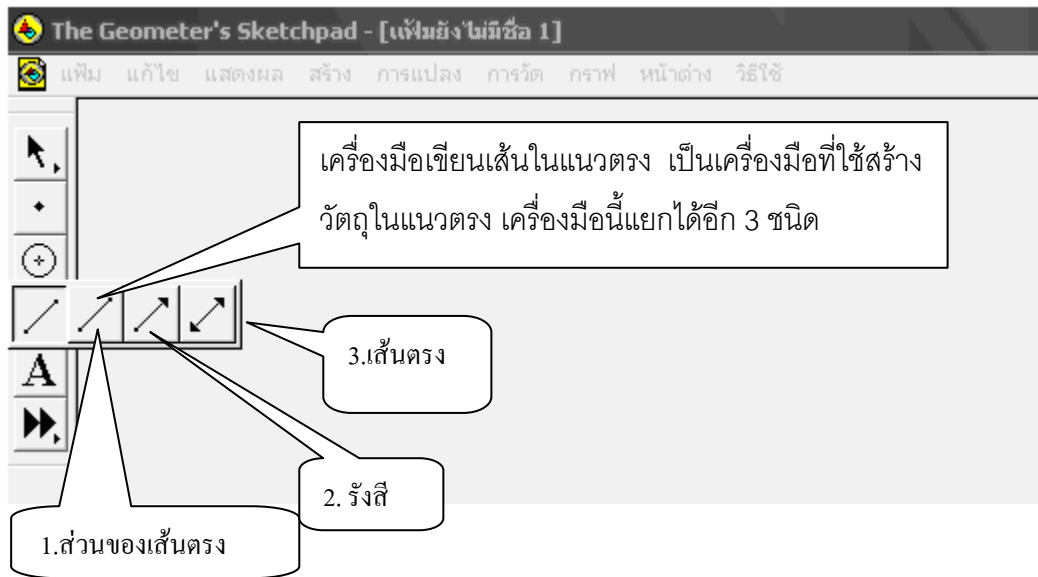 The Geometer's Sketchpad - [แฟ้มยังไม่มีชื่อ 1]
แฟ้ม แก้ไข แสดงผล สร้าง การแปลง การวัด กราฟ หน้าต่าง วิธีใช้
เครื่องมือเขียนเส้นในแนวตรง เป็นเครื่องมือที่ใช้สร้าง
วัตถุในแนวตรง เครื่องมือนี้แยกได้อีก 3 ชนิด
3.เส้นตรง
A
2. รังสี
1.ส่วนของเส้นตรง